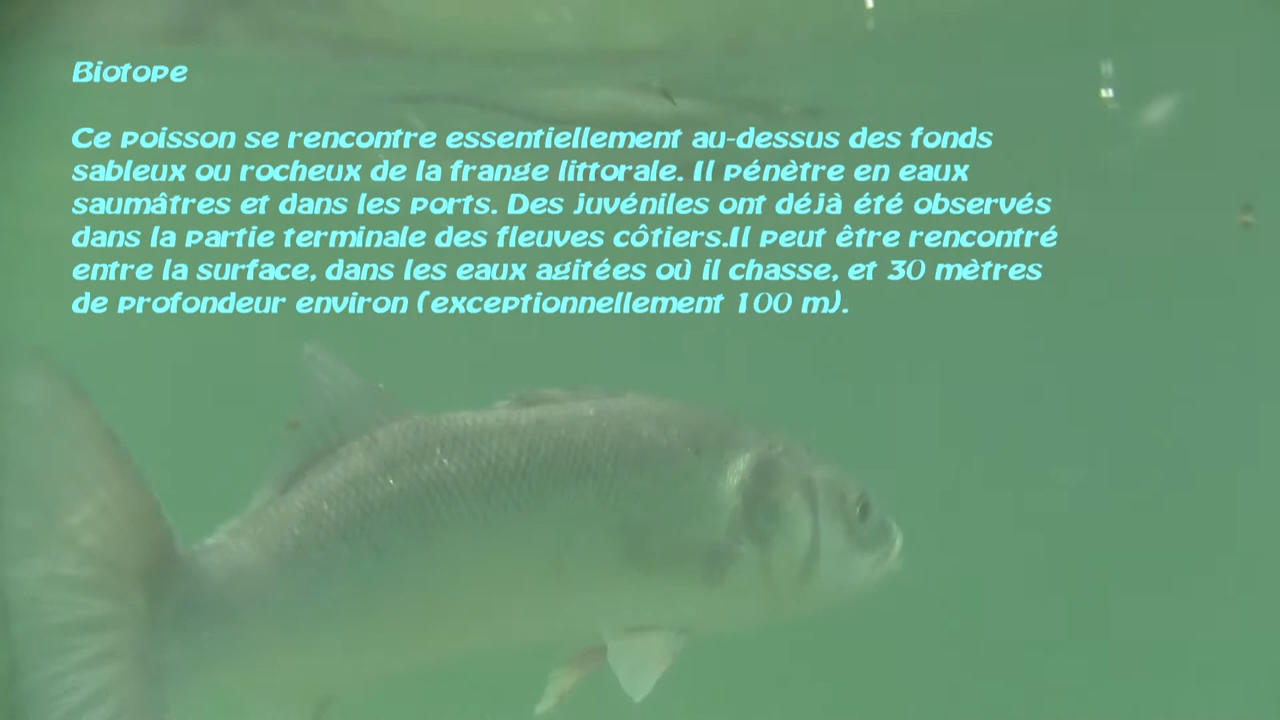 Biotope
Ce poisson se rencontre essentiellement au-dessus des fonds
sableux ou rocheux de la frange littorale. Il pénètre en eaux
saumâtres et dans les ports. Des juvéniles ont déjà été observés
dans la partie terminale des fleuves côtiers.Il peut être rencontré
entre la surface, dans les eaux agitées où il chasse, et 30 mètres
de profondeur environ (exceptionnellement 100 m).